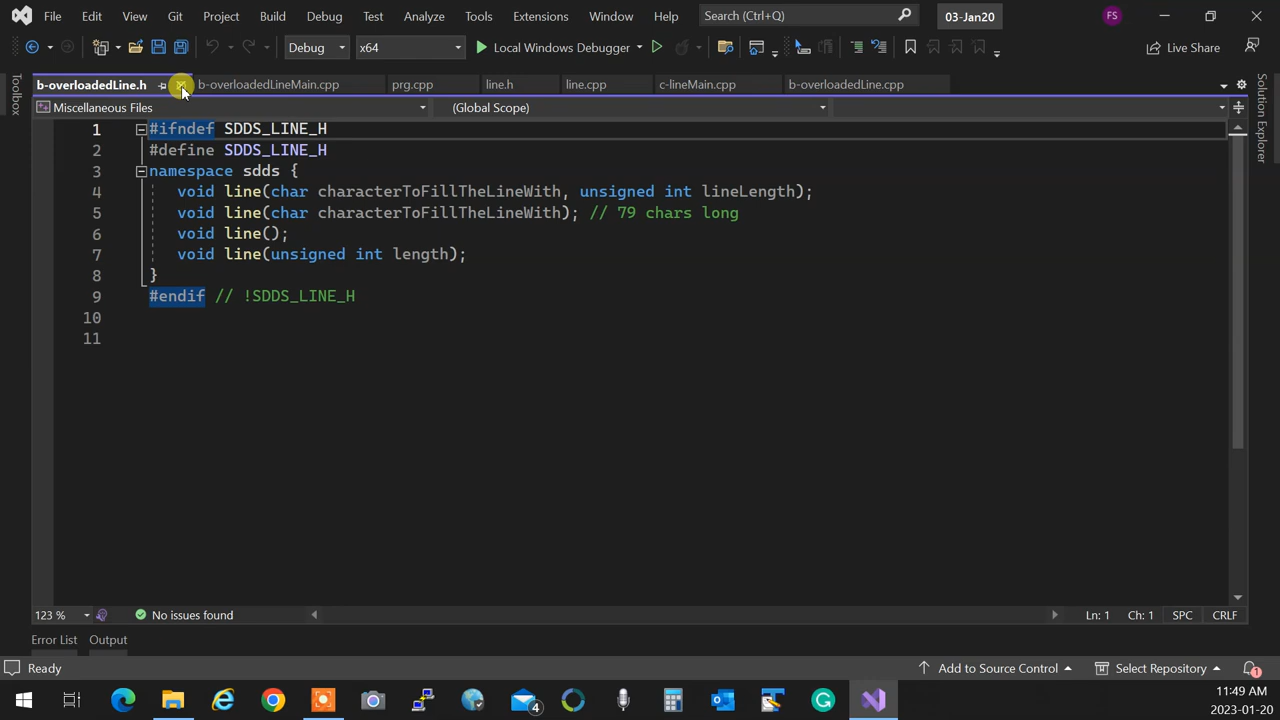 File Edit View Git Project Build Debug Test Analyze Tools Extensions Window Help Search (Ctrl+Q) 03-Jan20 FS
Debug x64 Local Windows Debugger Live Share
b-overloadedLine.h b-overloadedLineMain.cpp prg.cpp line.h line.cpp c-lineMain.cpp b-overloadedLine.cpp
Miscellaneous Files (Global Scope)
Toolbox
Solution Explorer
1 #ifndef SDDS_LINE_H
2 #define SDDS_LINE_H
3 namespace sdds {
4 void line(char characterToFillTheLineWith, unsigned int lineLength);
5 void line(char characterToFillTheLineWith); // 79 chars long
6 void line();
7 void line(unsigned int length);
8 }
9 #endif // !SDDS_LINE_H
10
11
123 % No issues found Ln: 1 Ch: 1 SPC CRLF
Error List Output
Ready Add to Source Control Select Repository 1
4
11:49 AM
2023-01-20